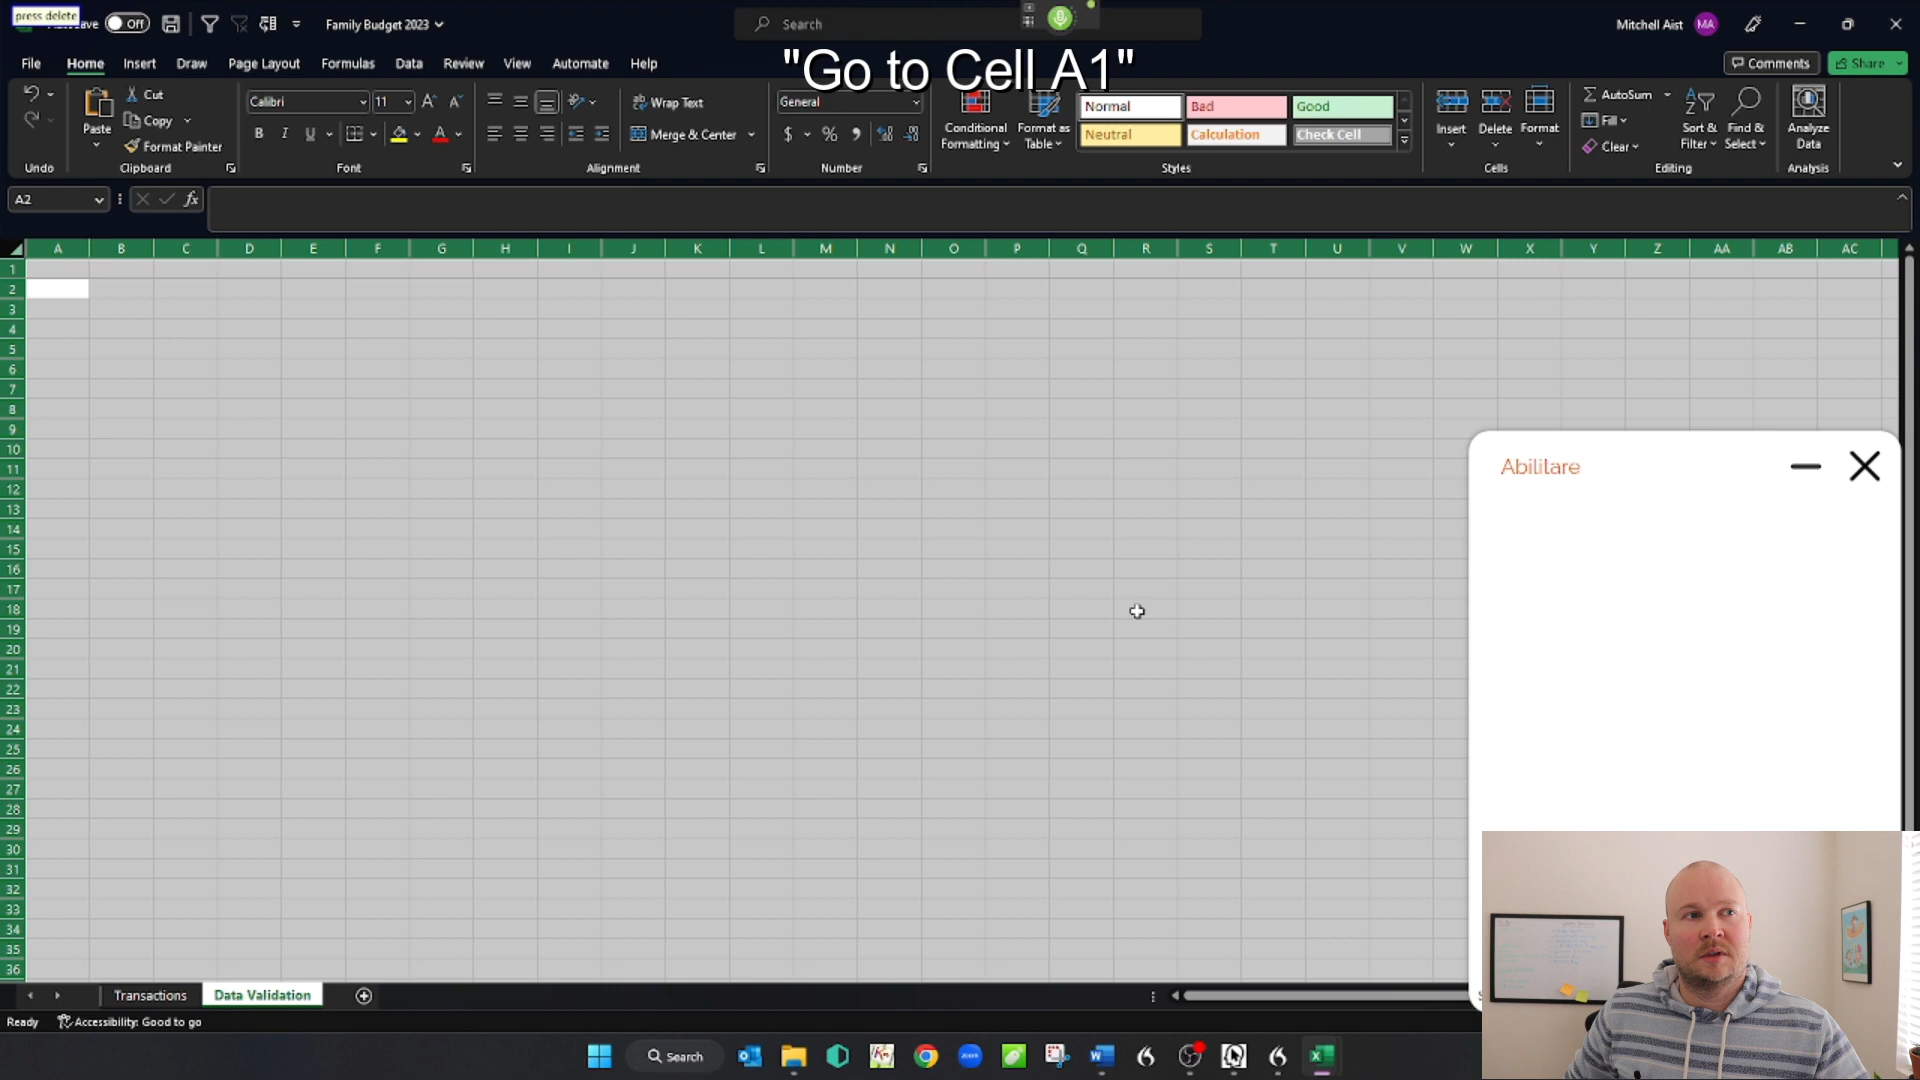 press delete
Off
Family Budget 2023
Search
Mitchell Aist
MA
"Go to Cell A1"
File
Home
Insert
Draw
Page Layout
Formulas
Data
Review
View
Automate
Help
Comments
Share
Cut
Copy
Paste
Format Painter
Calibri
11
B
I
U
Wrap Text
Merge & Center
General
$
%
Conditional Formatting
Format as Table
Normal
Bad
Good
Neutral
Calculation
Check Cell
Insert
Delete
Format
AutoSum
Fill
Clear
Sort & Filter
Find & Select
Analyze Data
Undo
Clipboard
Font
Alignment
Number
Styles
Cells
Editing
Analysis
A2
fx
A B C D E F G H I J K L M N O P Q R S T U V W X Y Z AA AB AC
1
2
3
4
5
6
7
8
9
10
11
12
13
14
15
16
17
18
19
20
21
22
23
24
25
26
27
28
29
30
31
32
33
34
35
36
Abilitare
Transactions
Data Validation
Ready
Accessibility: Good to go
Search
zoom